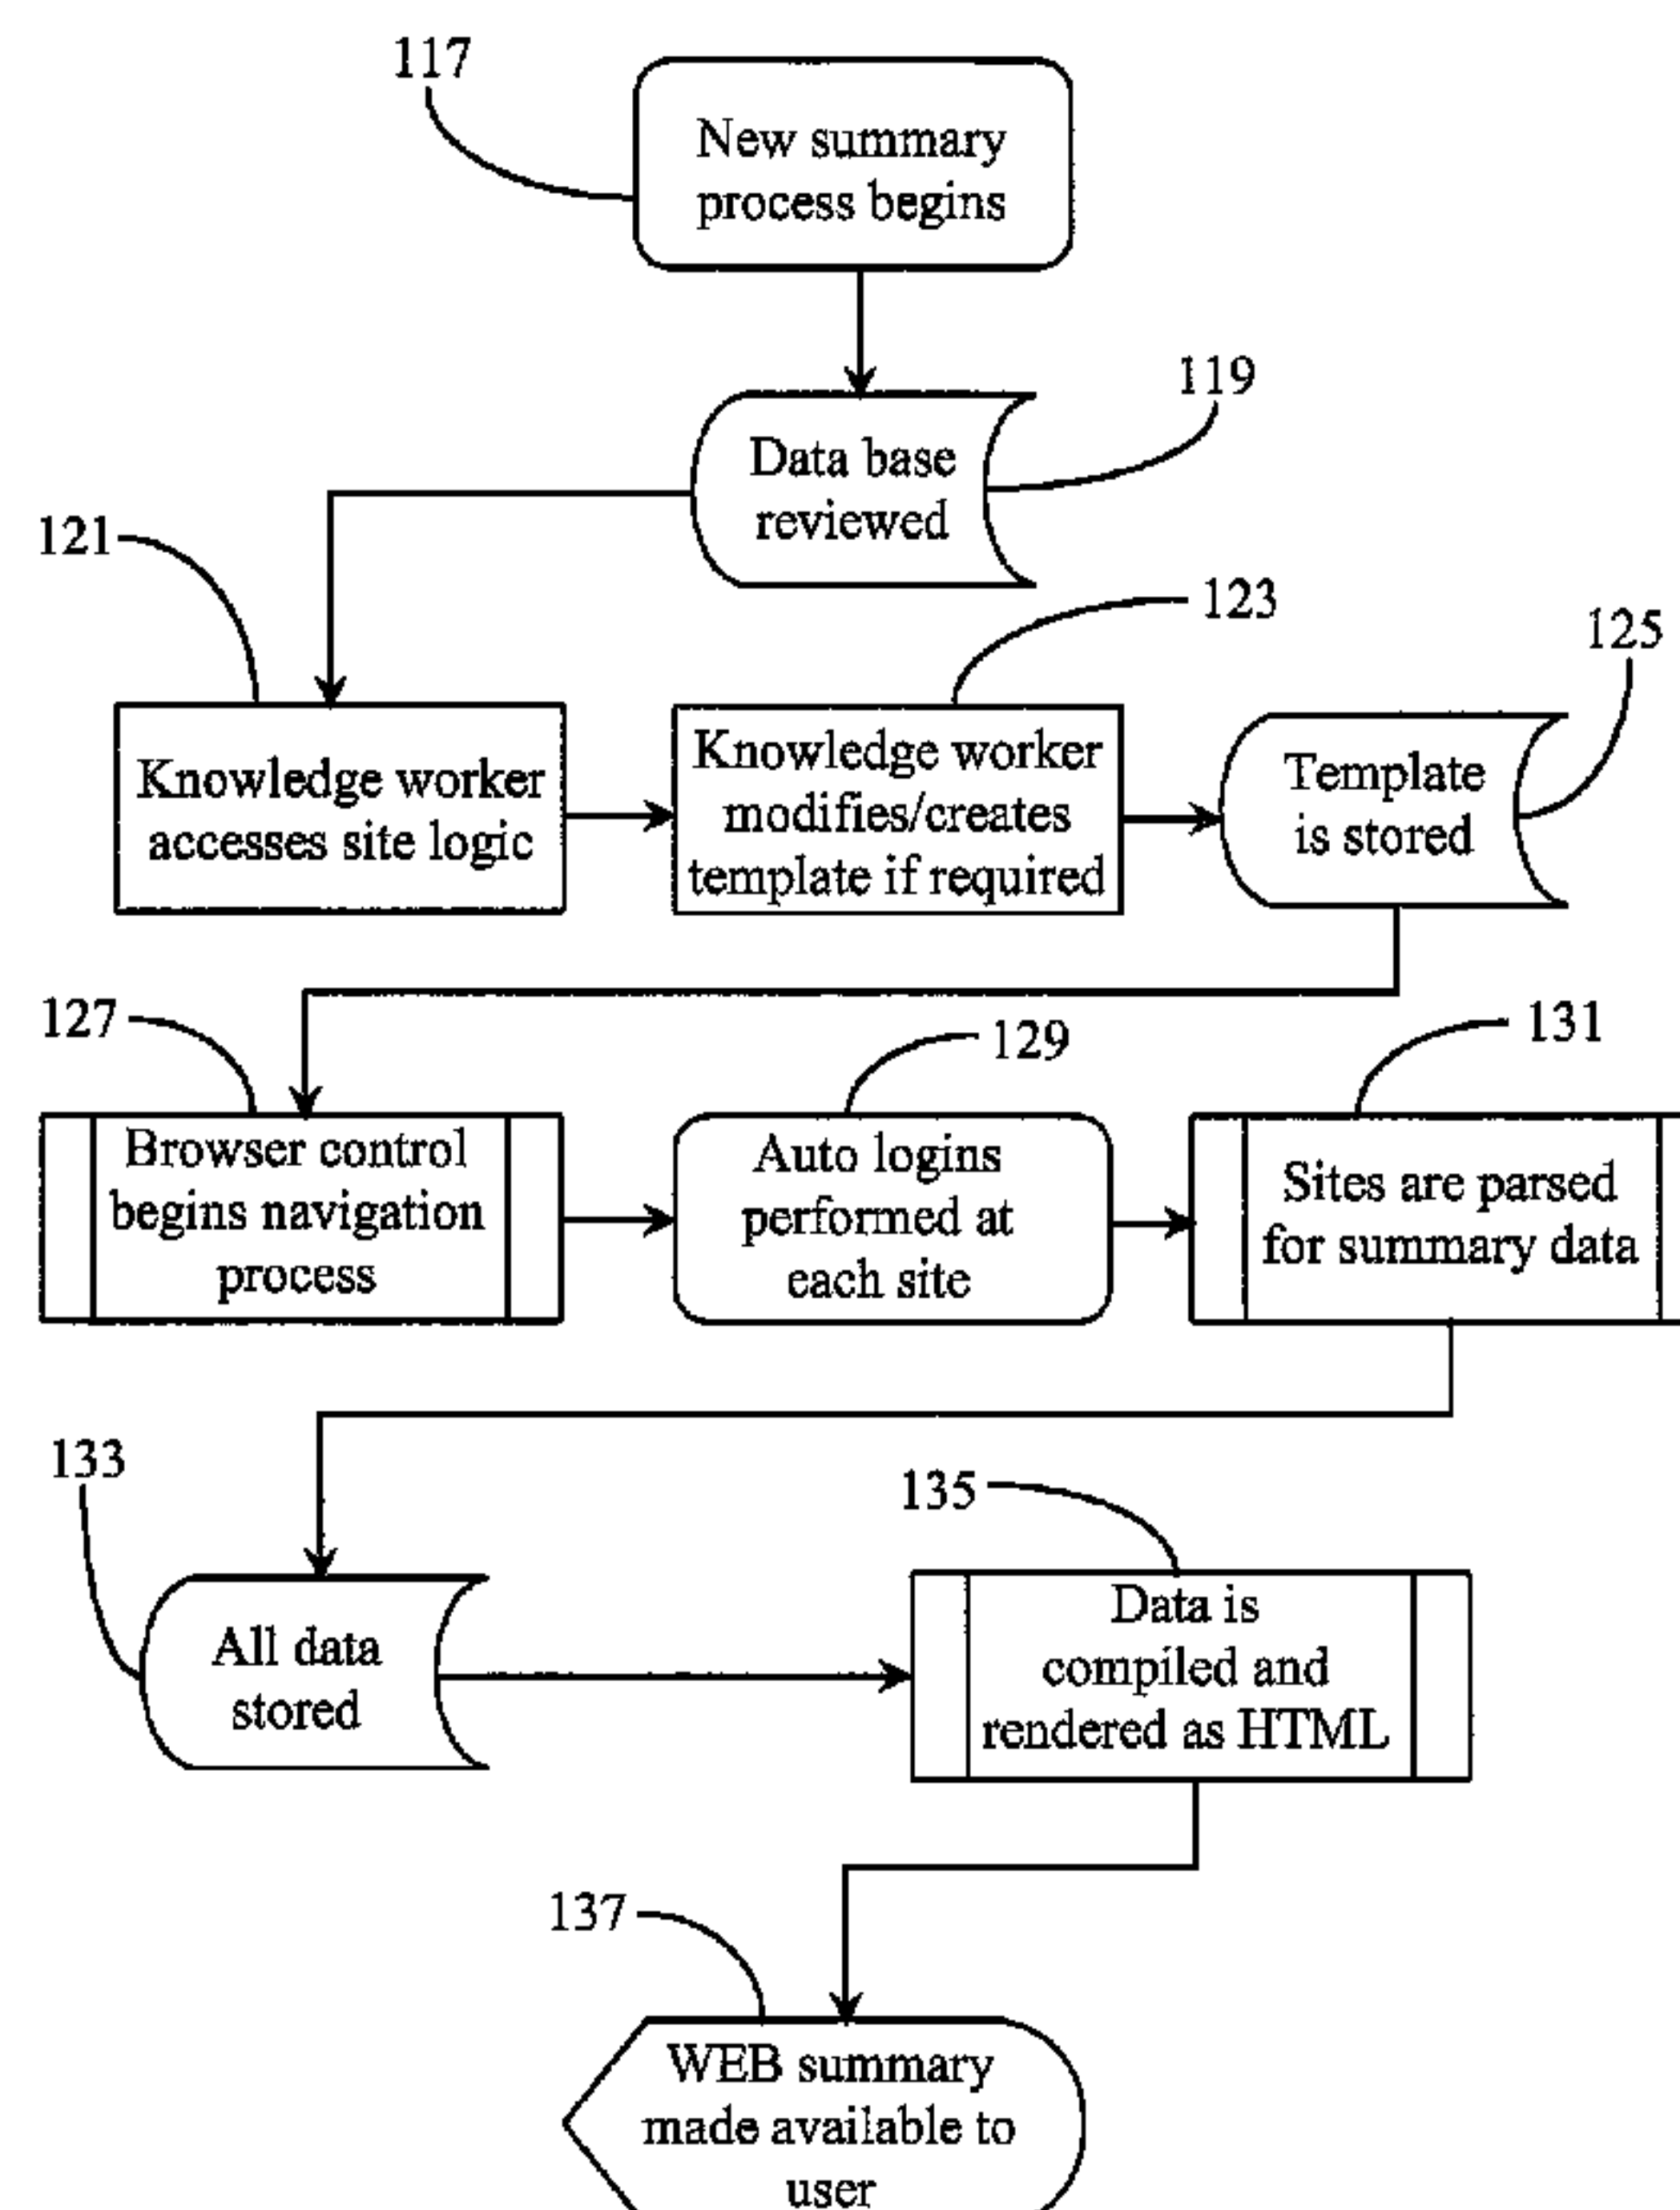 117
New summary
process begins
119
Data base
reviewed
121
123
125
Knowledge worker
accesses site logic
Knowledge worker
modifies/creates
template if required
Template
is stored
127
129
131
Browser control
begins navigation
process
Auto logins
performed at
each site
Sites are parsed
for summary data
133
135
All data
stored
Data is
compiled and
rendered as HTML
137
WEB summary
made available to
user